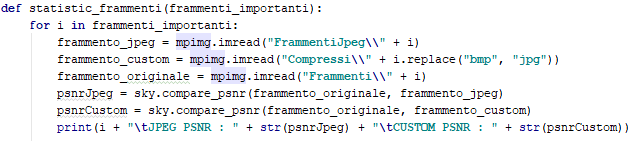 def statistic_frammenti(frammenti_importanti):
    for i in frammenti_importanti:
        frammento_jpeg = mpimg.imread("FrammentiJpeg\\" + i)
        frammento_custom = mpimg.imread("Compressi\\" + i.replace("bmp", "jpg"))
        frammento_originale = mpimg.imread("Frammenti\\" + i)
        psnrJpeg = sky.compare_psnr(frammento_originale, frammento_jpeg)
        psnrCustom = sky.compare_psnr(frammento_originale, frammento_custom)
        print(i + "\tJPEG PSNR : " + str(psnrJpeg) + "\tCUSTOM PSNR : " + str(psnrCustom))